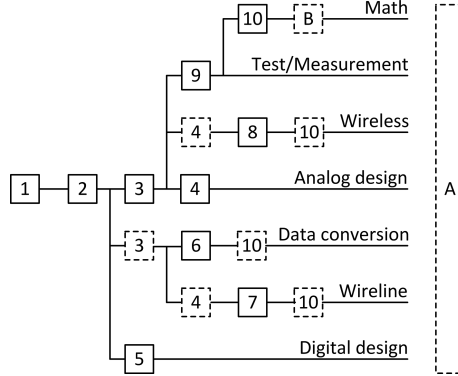 10 B Math
9 Test/Measurement
4 8 10 Wireless
1 2 3 4 Analog design A
3 6 10 Data conversion
4 7 10 Wireline
5 Digital design